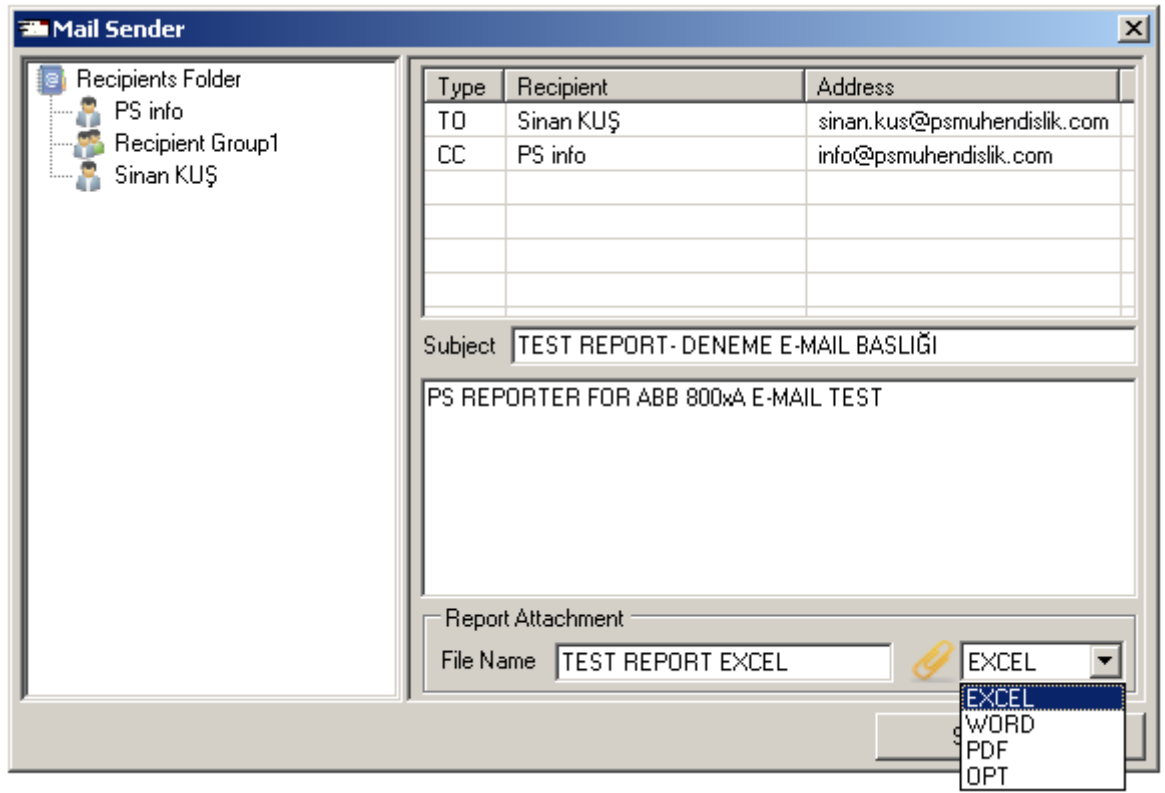 Mail Sender
Recipients Folder
PS info
Recipient Group1
Sinan KUŞ
Type Recipient Address
TO Sinan KUŞ sinan.kus@psmuhendislik.com
CC PS info info@psmuhendislik.com
Subject TEST REPORT- DENEME E-MAIL BASLIĞI
PS REPORTER FOR ABB 800xA E-MAIL TEST
Report Attachment
File Name TEST REPORT EXCEL EXCEL
EXCEL
WORD
PDF
OPT